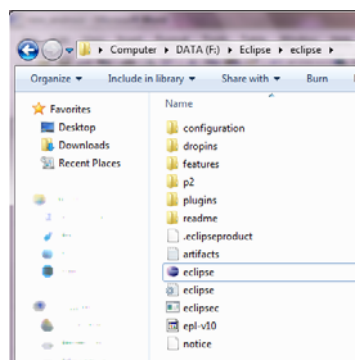 Computer ▸ DATA (F:) ▸ Eclipse ▸ eclipse ▸
Organize ▾ Include in library ▾ Share with ▾ Burn
Favorites
Desktop
Downloads
Recent Places
Name
configuration
dropins
features
p2
plugins
readme
.eclipseproduct
artifacts
eclipse
eclipse
eclipsec
epl-v10
notice